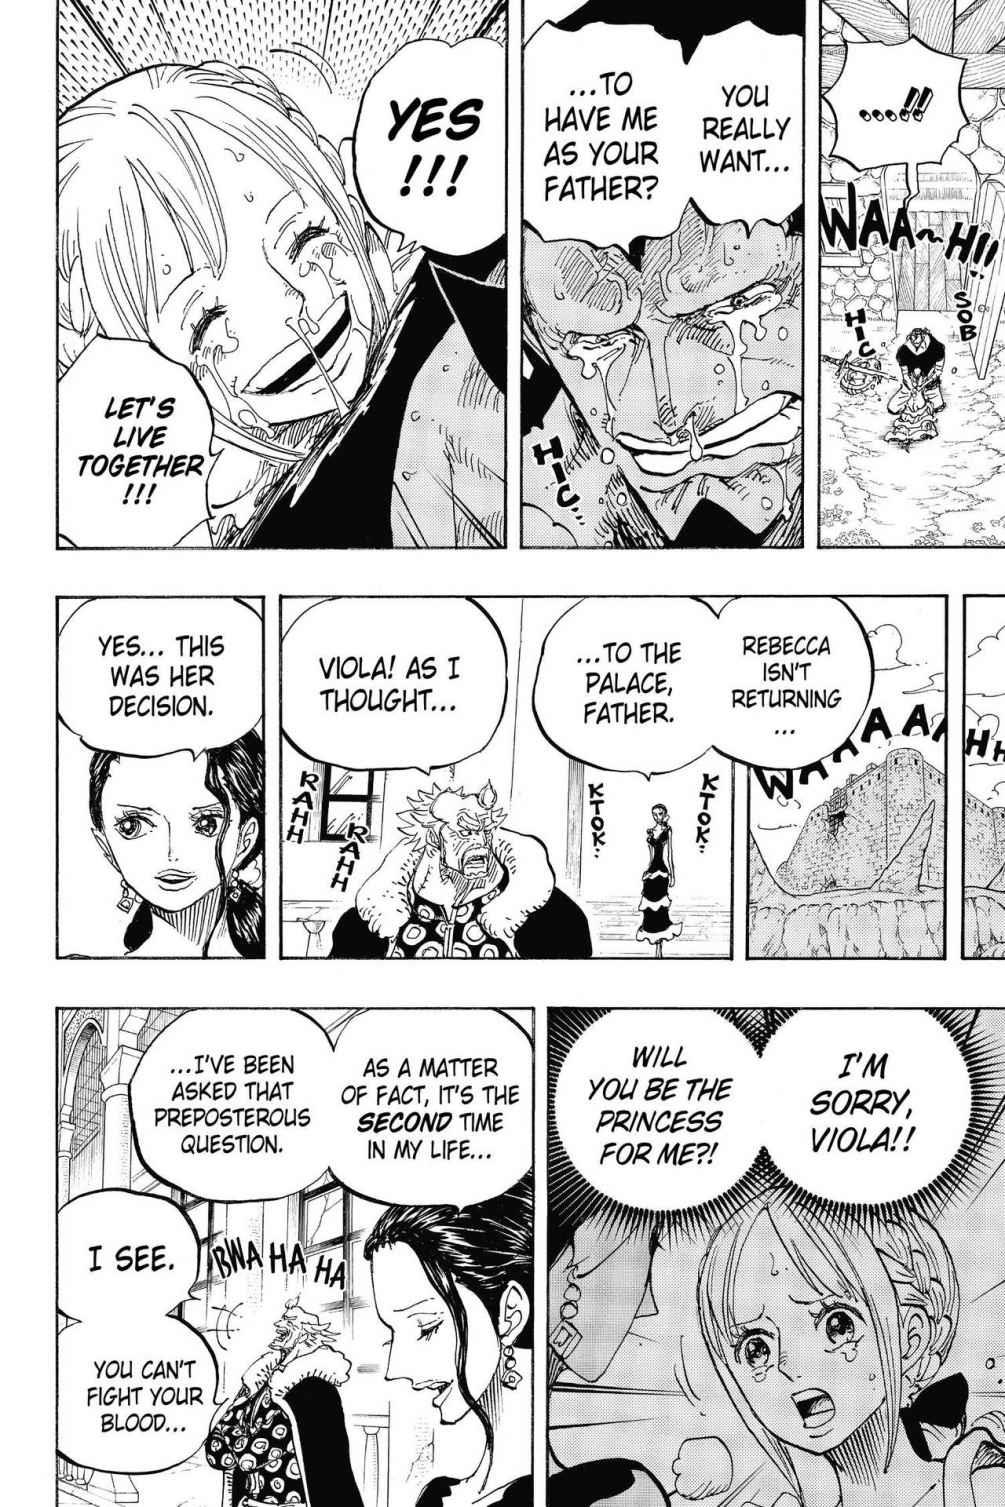 ...!!
WAA~H!!
SOB
HIC
YOU
REALLY
WANT...
...TO
HAVE ME
AS YOUR
FATHER?
HIC..
YES
!!!
LET'S
LIVE
TOGETHER
!!!
WAAAAAHH
REBECCA
ISN'T
RETURNING
...
...TO THE
PALACE,
FATHER.
KTOK..
KTOK..
VIOLA! AS I
THOUGHT...
RAHH
RAHH
YES... THIS
WAS HER
DECISION.
I'M
SORRY,
VIOLA!!
WILL
YOU BE THE
PRINCESS
FOR ME?!
AS A MATTER
OF FACT, IT'S THE
SECOND TIME
IN MY LIFE...
...I'VE BEEN
ASKED THAT
PREPOSTEROUS
QUESTION.
BWA HA HA
I SEE.
YOU CAN'T
FIGHT YOUR
BLOOD...